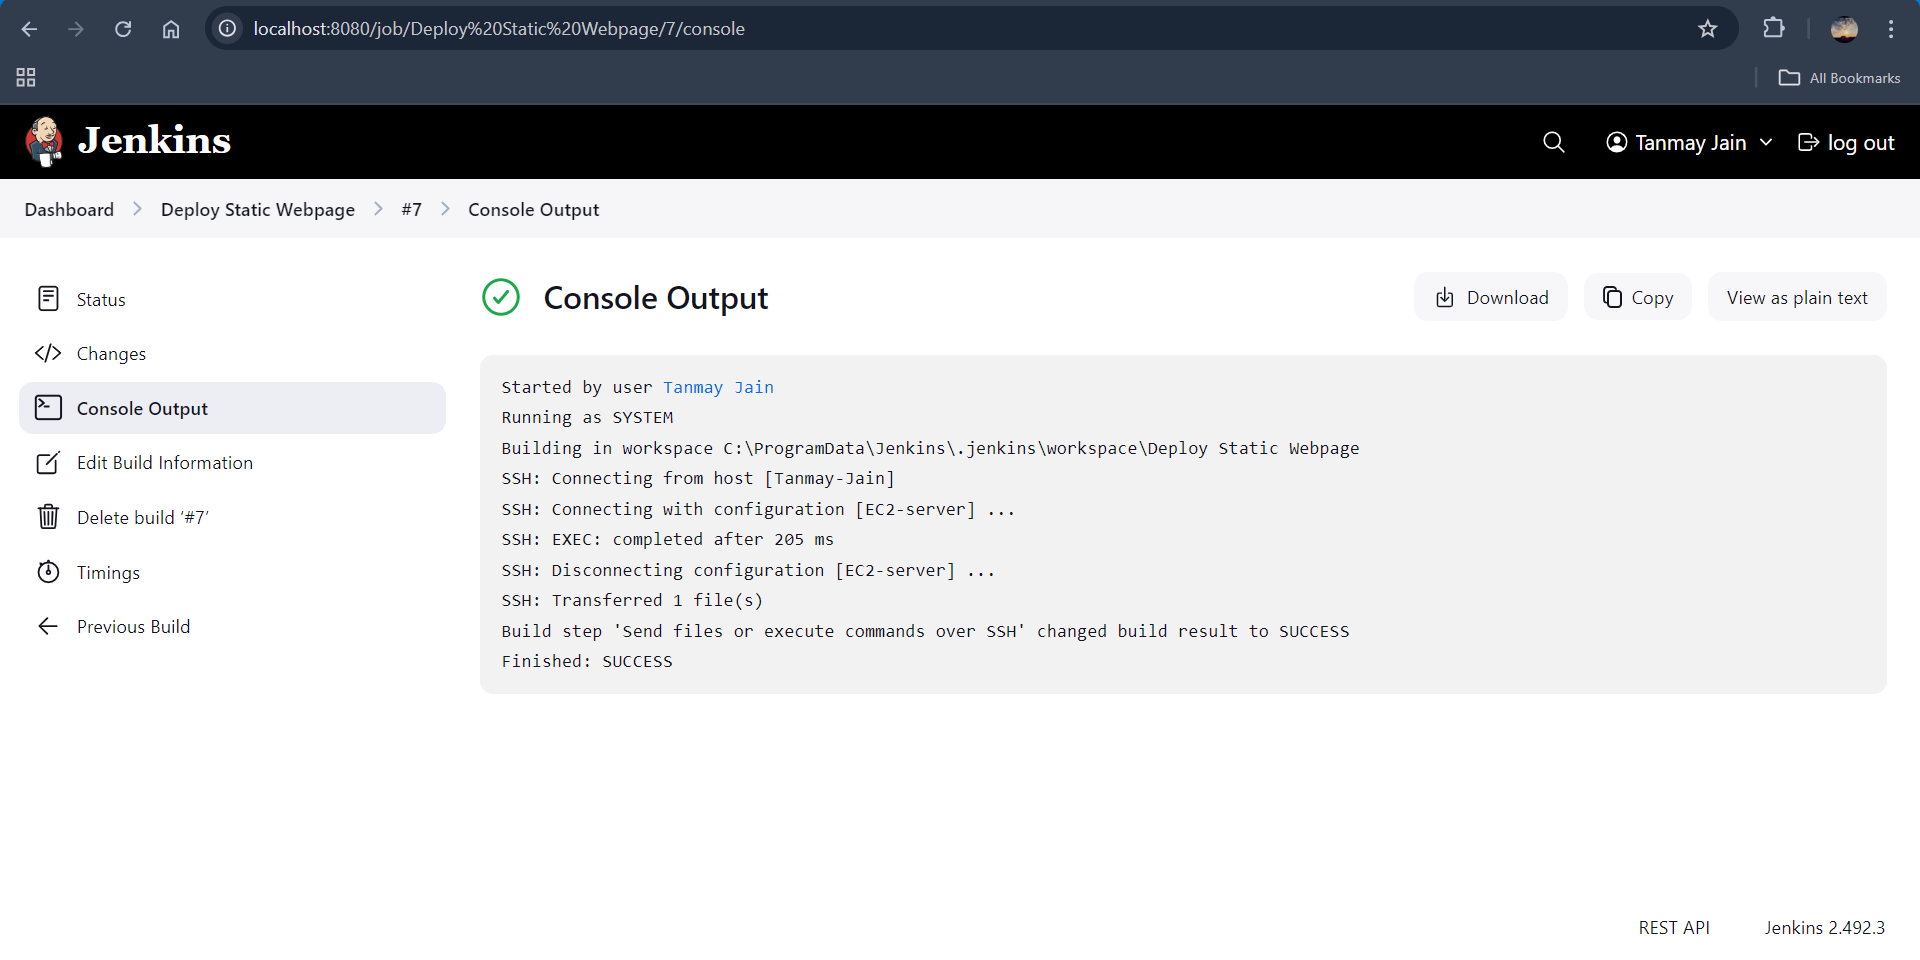 localhost:8080/job/Deploy%20Static%20Webpage/7/console
All Bookmarks
Jenkins
Tanmay Jain
log out
Dashboard > Deploy Static Webpage > #7 > Console Output
Status
Changes
Console Output
Edit Build Information
Delete build ‘#7’
Timings
Previous Build
Console Output
Download
Copy
View as plain text
Started by user Tanmay Jain
Running as SYSTEM
Building in workspace C:\ProgramData\Jenkins\.jenkins\workspace\Deploy Static Webpage
SSH: Connecting from host [Tanmay-Jain]
SSH: Connecting with configuration [EC2-server] ...
SSH: EXEC: completed after 205 ms
SSH: Disconnecting configuration [EC2-server] ...
SSH: Transferred 1 file(s)
Build step 'Send files or execute commands over SSH' changed build result to SUCCESS
Finished: SUCCESS
REST API
Jenkins 2.492.3